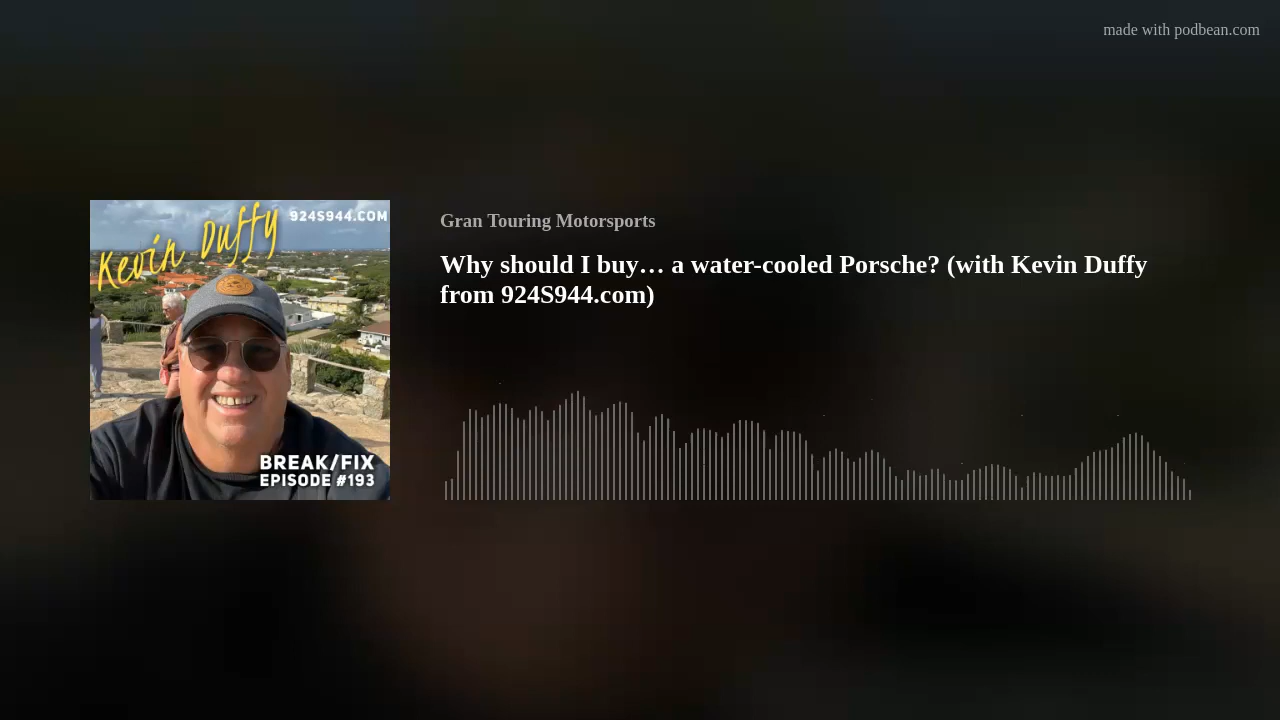 made with podbean.com
Kevin Duffy
924S944.COM
BREAK/FIX
EPISODE #193
Gran Touring Motorsports
Why should I buy… a water-cooled Porsche? (with Kevin Duffy
from 924S944.com)